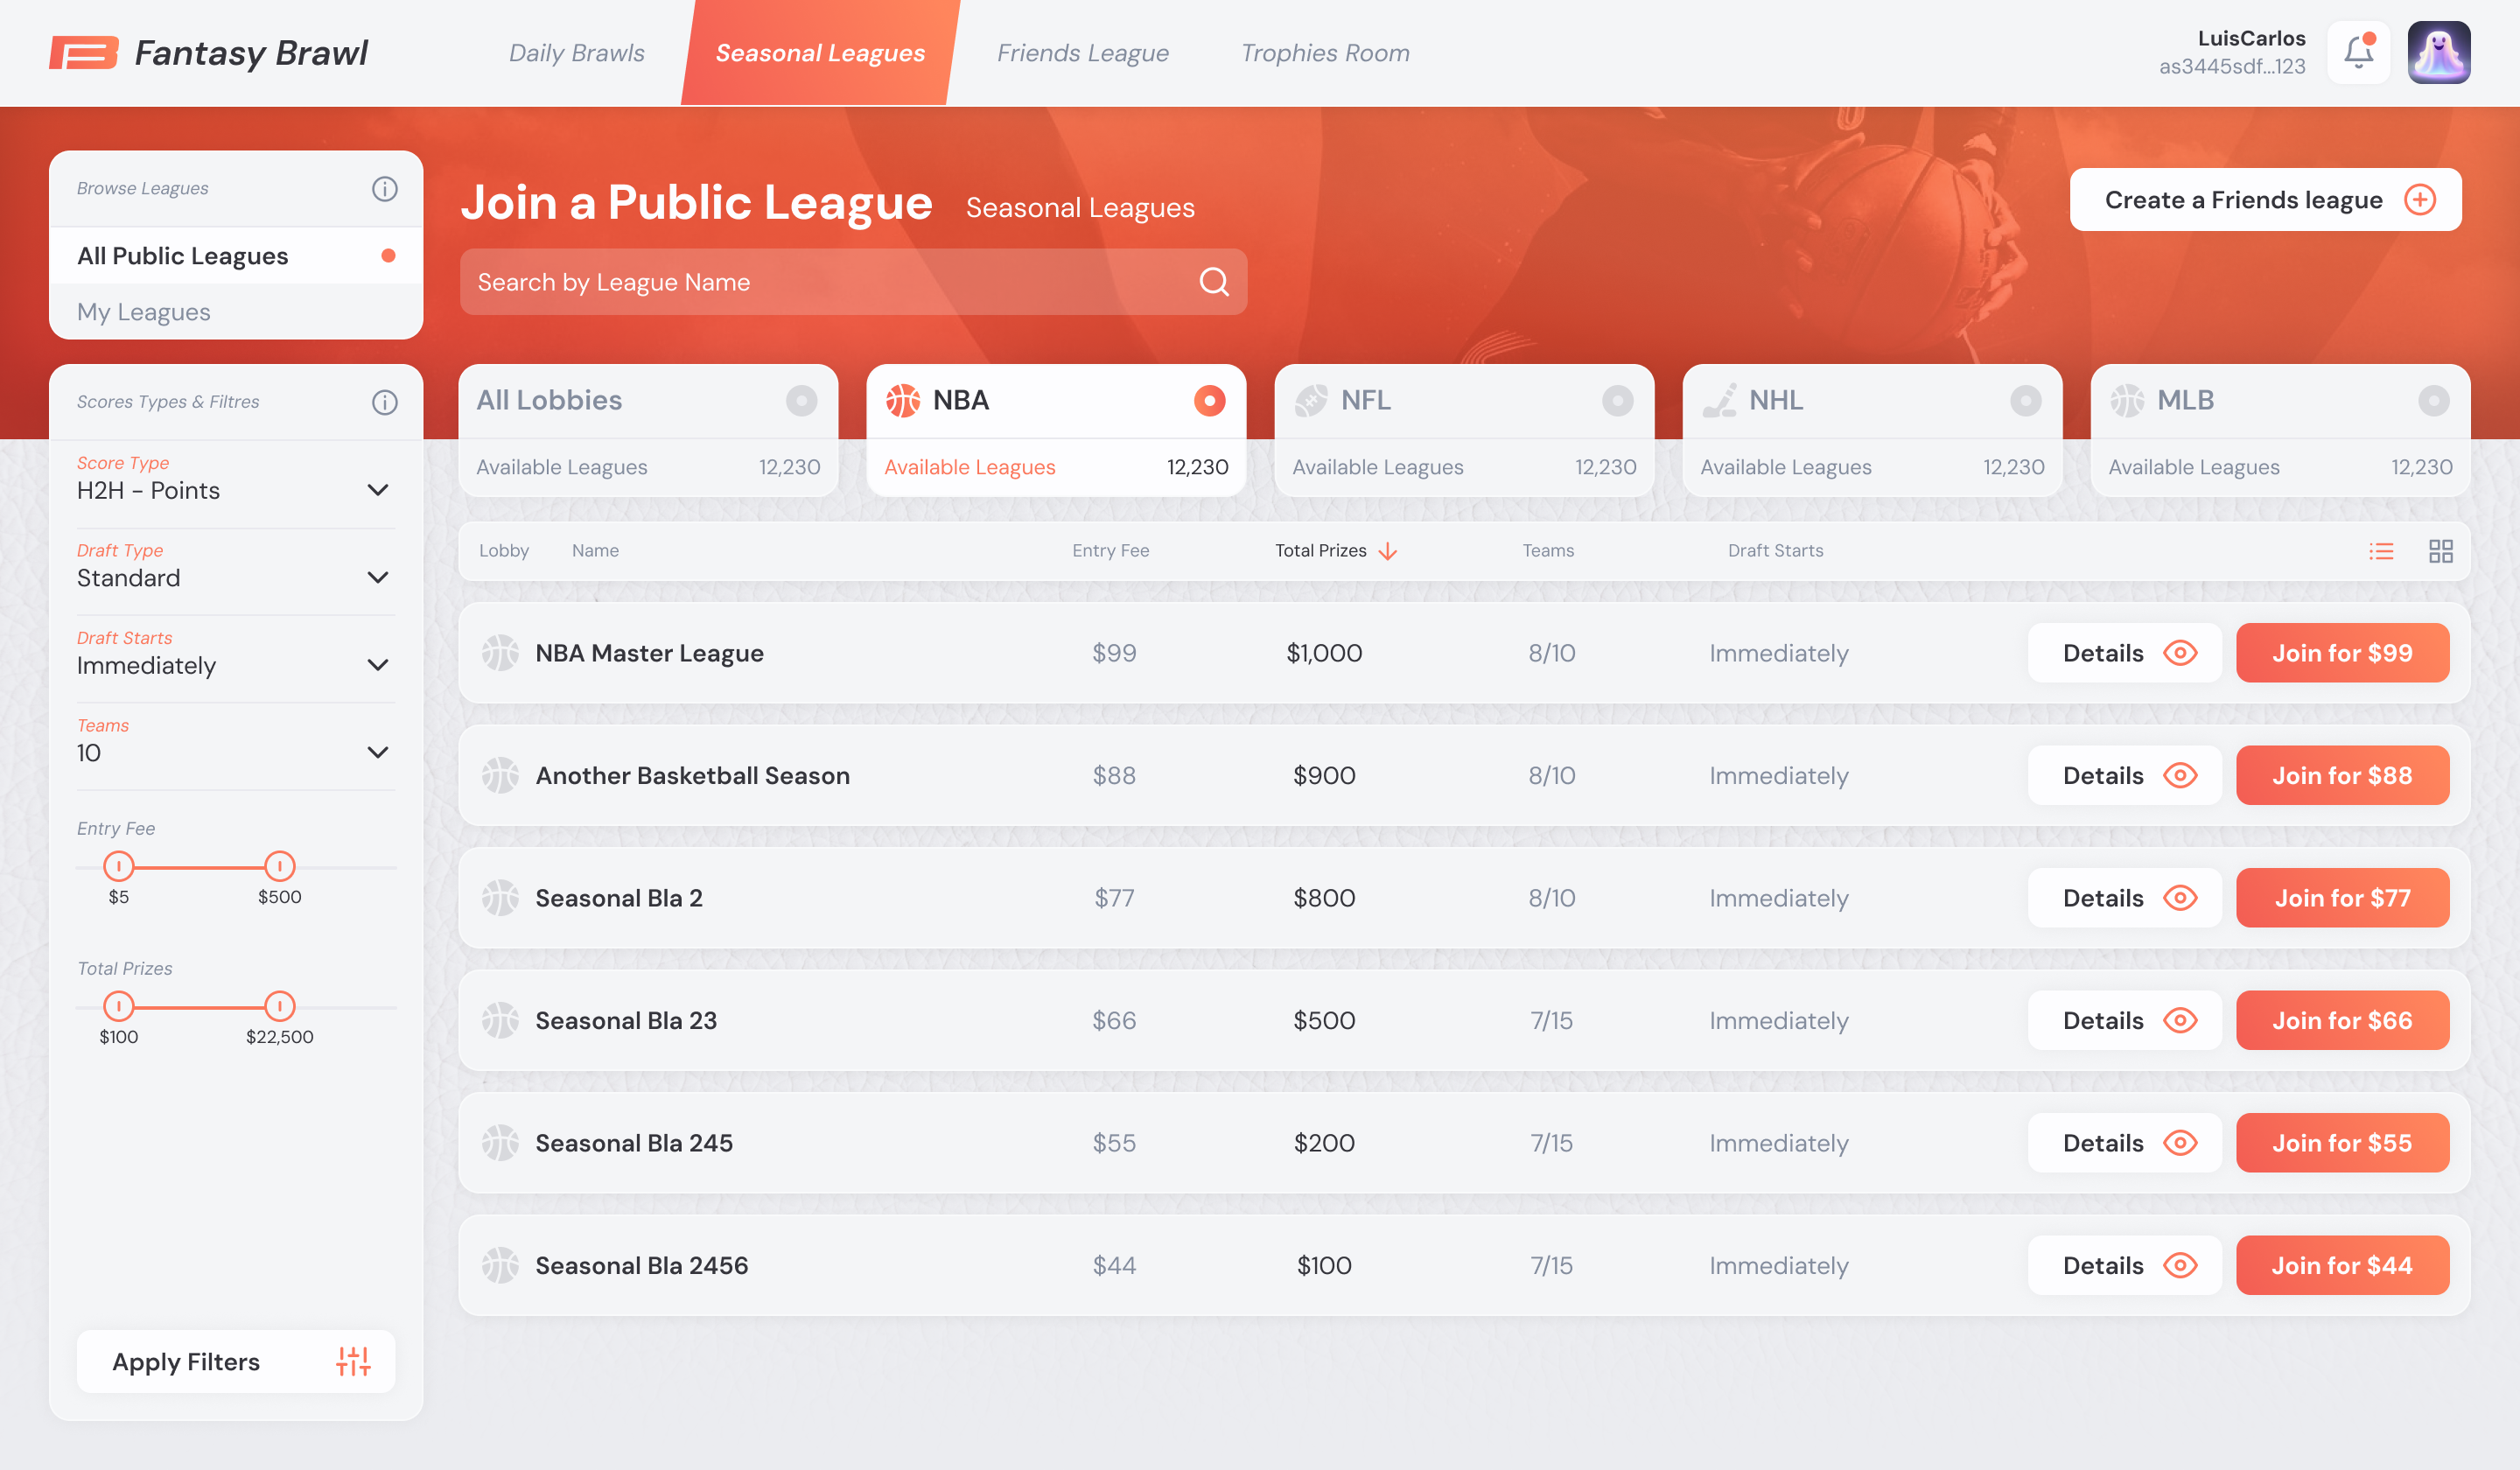 Fantasy Brawl
Daily Brawls
Seasonal Leagues
Friends League
Trophies Room
LuisCarlos
as3445sdf...123
Browse Leagues
All Public Leagues
My Leagues
Join a Public League Seasonal Leagues
Search by League Name
Create a Friends league
Scores Types & Filtres
Score Type
H2H - Points
Draft Type
Standard
Draft Starts
Immediately
Teams
10
Entry Fee
$5 $500
Total Prizes
$100 $22,500
Apply Filters
All Lobbies
Available Leagues 12,230
NBA
Available Leagues 12,230
NFL
Available Leagues 12,230
NHL
Available Leagues 12,230
MLB
Available Leagues 12,230
Lobby Name Entry Fee Total Prizes Teams Draft Starts
NBA Master League $99 $1,000 8/10 Immediately Details Join for $99
Another Basketball Season $88 $900 8/10 Immediately Details Join for $88
Seasonal Bla 2 $77 $800 8/10 Immediately Details Join for $77
Seasonal Bla 23 $66 $500 7/15 Immediately Details Join for $66
Seasonal Bla 245 $55 $200 7/15 Immediately Details Join for $55
Seasonal Bla 2456 $44 $100 7/15 Immediately Details Join for $44